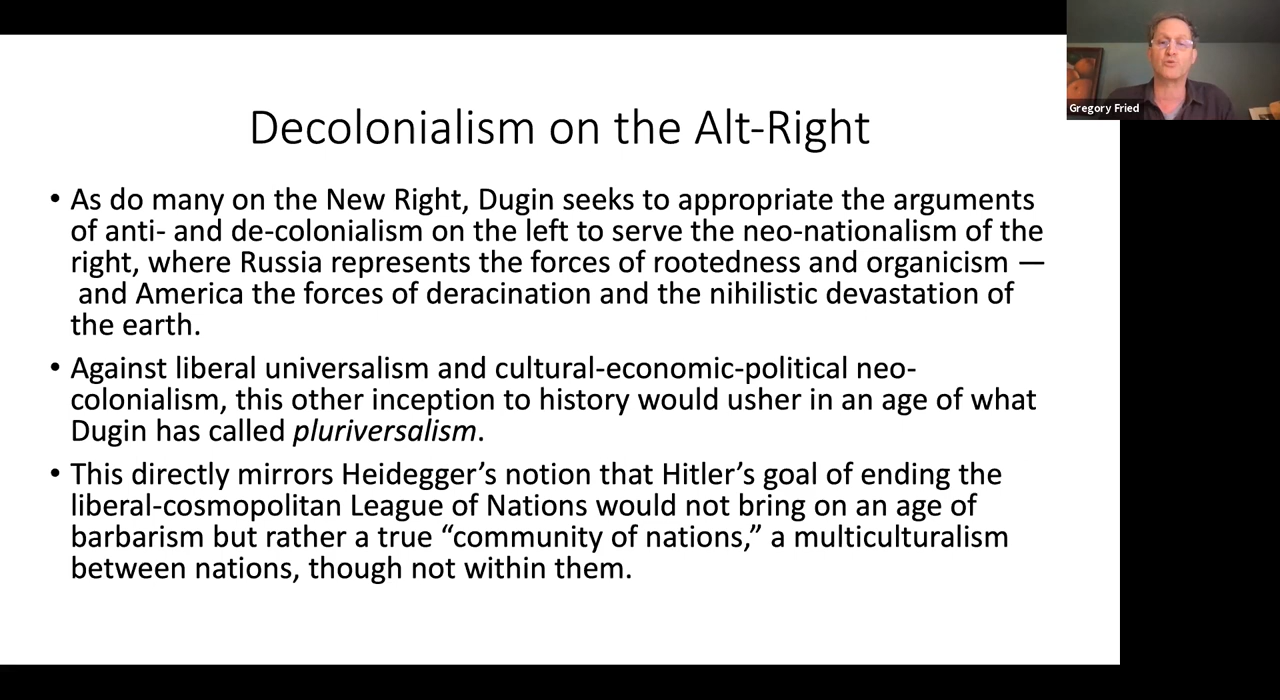 Gregory Fried
Decolonialism on the Alt-Right
• As do many on the New Right, Dugin seeks to appropriate the arguments
of anti- and de-colonialism on the left to serve the neo-nationalism of the
right, where Russia represents the forces of rootedness and organicism —
and America the forces of deracination and the nihilistic devastation of
the earth.
• Against liberal universalism and cultural-economic-political neo-
colonialism, this other inception to history would usher in an age of what
Dugin has called pluriversalism.
• This directly mirrors Heidegger’s notion that Hitler’s goal of ending the
liberal-cosmopolitan League of Nations would not bring on an age of
barbarism but rather a true “community of nations,” a multiculturalism
between nations, though not within them.